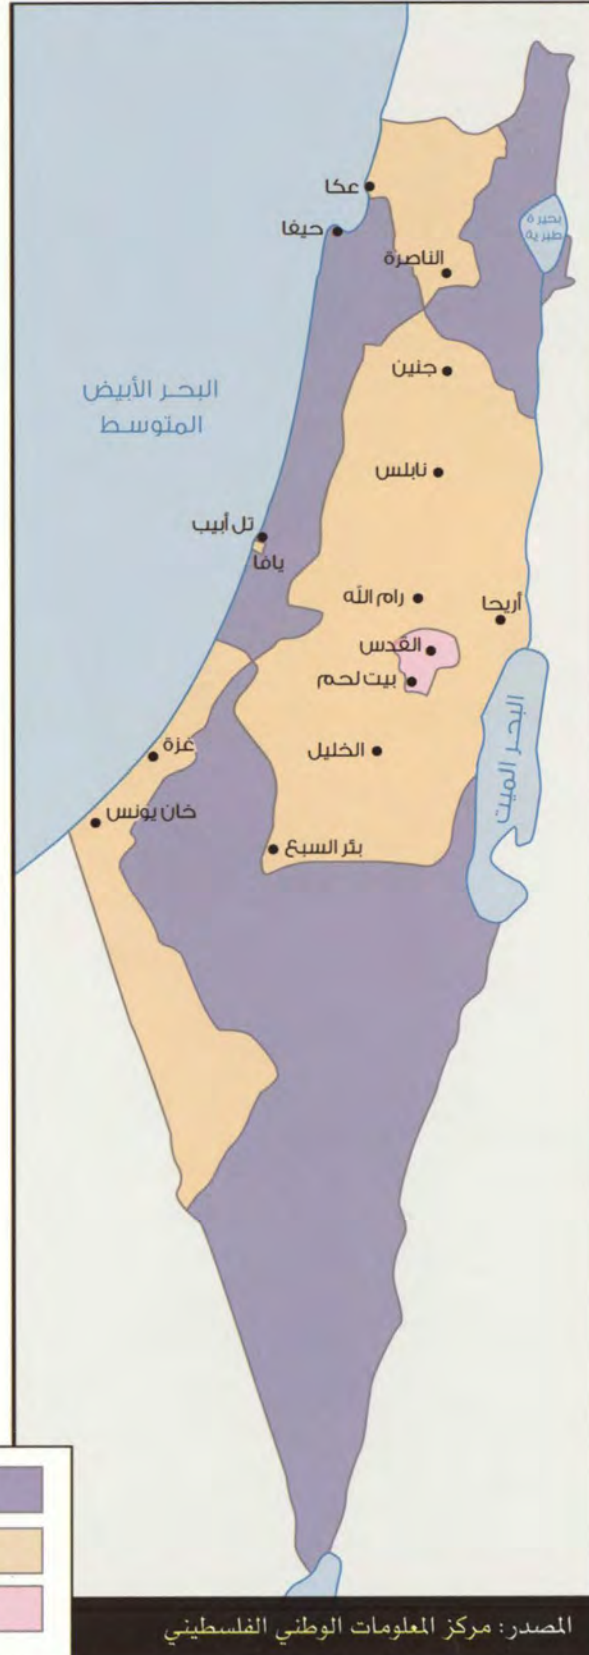 عكا
حيفا
بحيرة
طبرية
الناصرة
جنين
البحر الأبيض
المتوسط
نابلس
تل أبيب
يافا
رام الله
أريحا
القدس
بيت لحم
البحر الميت
الخليل
غزة
خان يونس
بئر السبع
المصدر: مركز المعلومات الوطني الفلسطيني